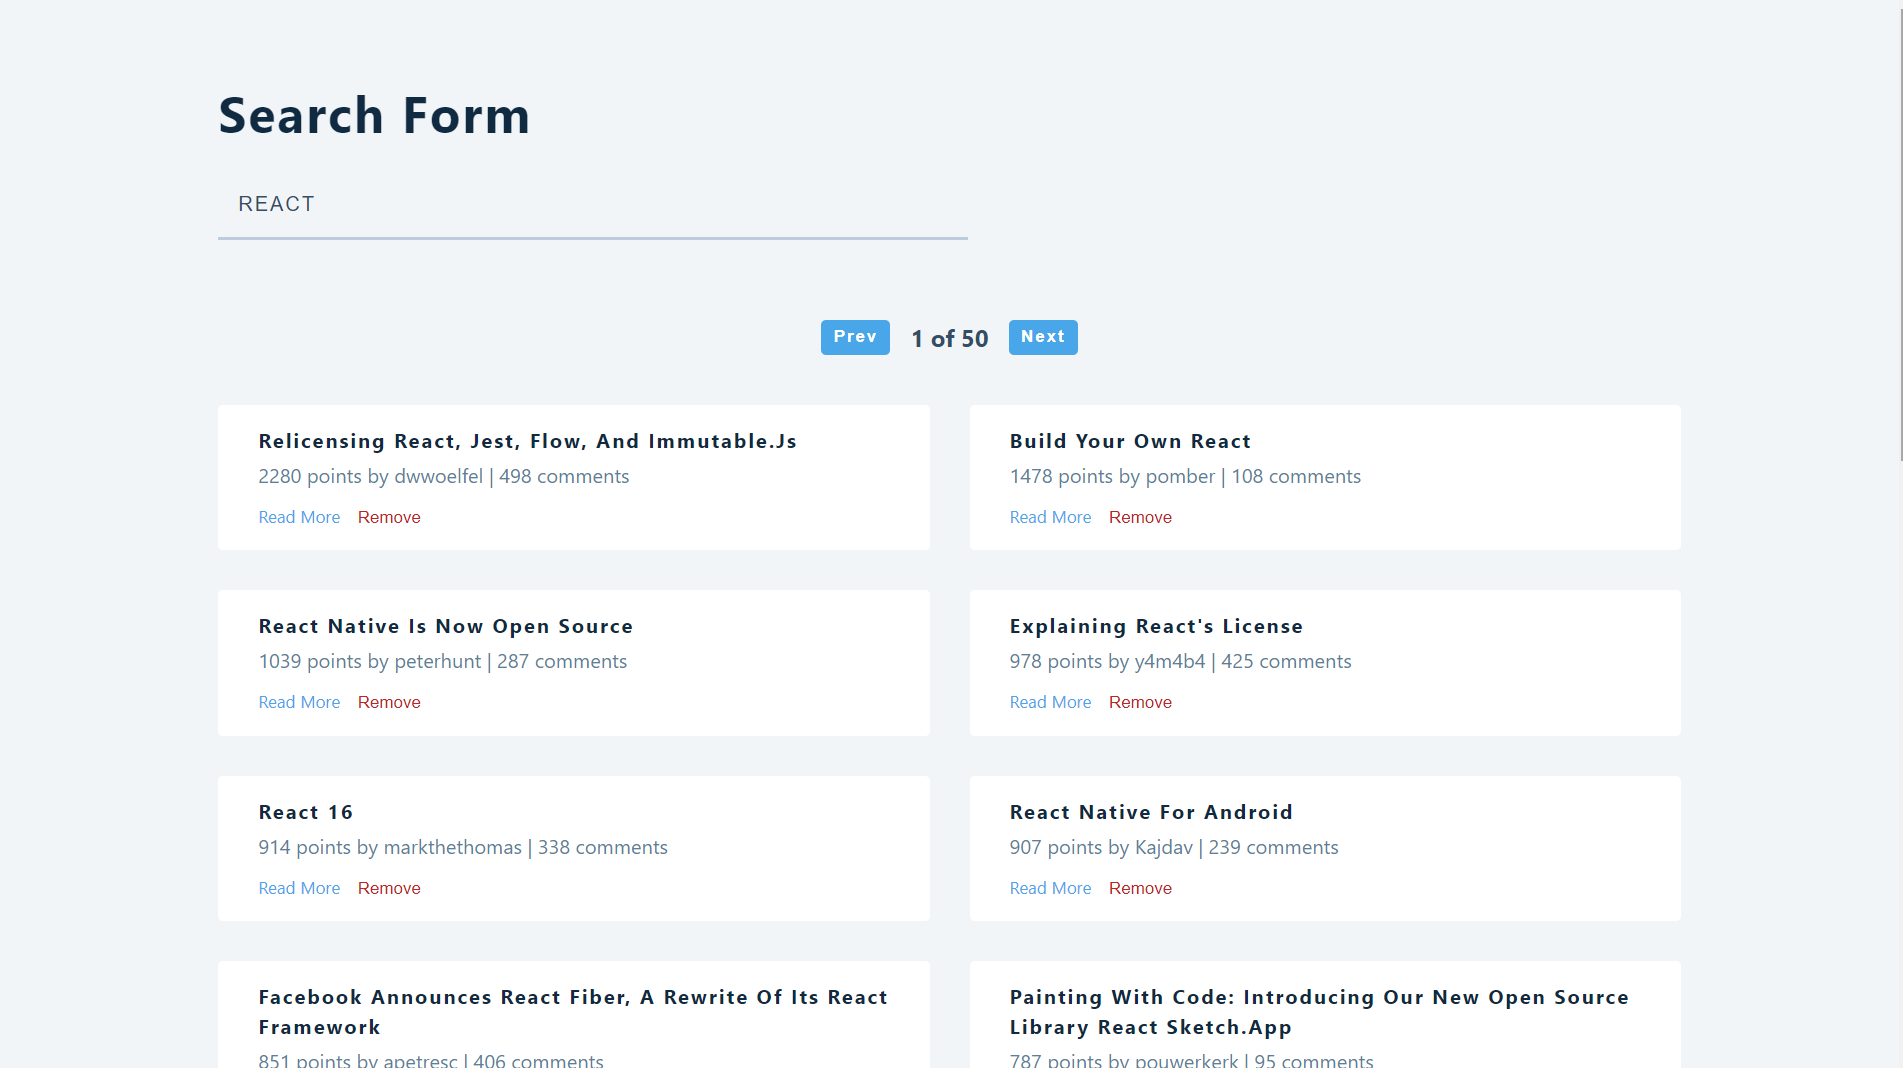 Search Form
REACT
Prev 1 of 50 Next
Relicensing React, Jest, Flow, And Immutable.Js
2280 points by dwwoelfel | 498 comments
Read More Remove
Build Your Own React
1478 points by pomber | 108 comments
Read More Remove
React Native Is Now Open Source
1039 points by peterhunt | 287 comments
Read More Remove
Explaining React's License
978 points by y4m4b4 | 425 comments
Read More Remove
React 16
914 points by markthethomas | 338 comments
Read More Remove
React Native For Android
907 points by Kajdav | 239 comments
Read More Remove
Facebook Announces React Fiber, A Rewrite Of Its React
Framework
851 points by apetresc | 406 comments
Painting With Code: Introducing Our New Open Source
Library React Sketch.App
787 points by pouwerkerk | 95 comments